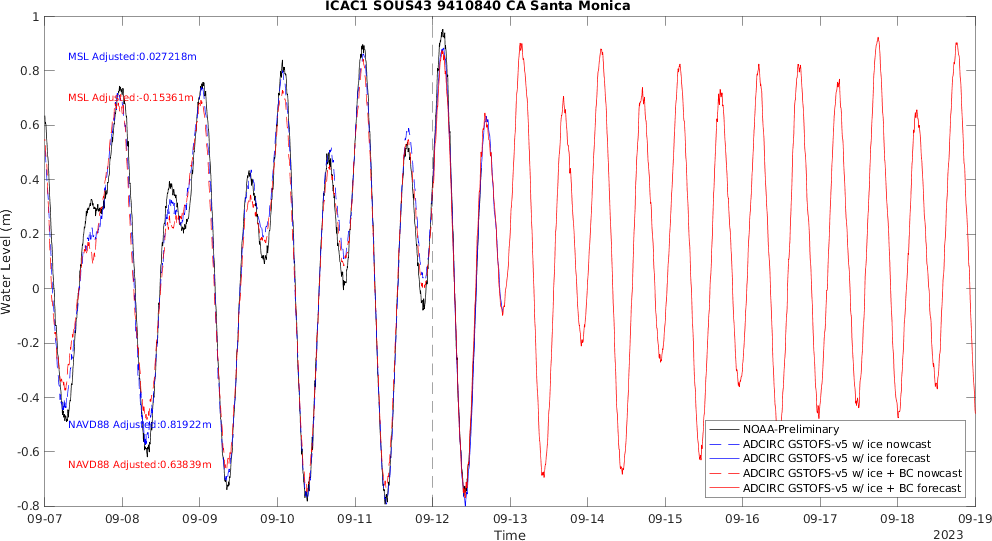 ICAC1 SOUS43 9410840 CA Santa Monica
1
0.8
0.6
0.4
0.2
0
-0.2
-0.4
-0.6
-0.8
Water Level (m)
MSL Adjusted:0.027218m
MSL Adjusted:-0.15361m
NAVD88 Adjusted:0.81922m
NAVD88 Adjusted:0.63839m
NOAA-Preliminary
ADCIRC GSTOFS-v5 w/ ice nowcast
ADCIRC GSTOFS-v5 w/ ice forecast
ADCIRC GSTOFS-v5 w/ ice + BC nowcast
ADCIRC GSTOFS-v5 w/ ice + BC forecast
09-07 09-08 09-09 09-10 09-11 09-12 09-13 09-14 09-15 09-16 09-17 09-18 09-19
Time
2023